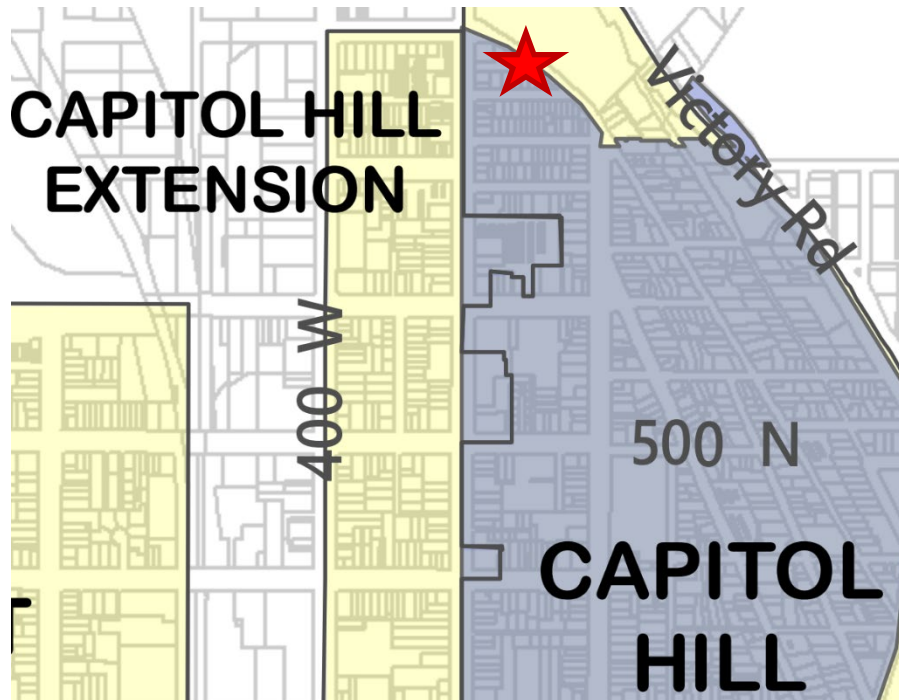 CAPITOL HILL
EXTENSION
Victory Rd
400 W
500 N
CAPITOL
HILL
T